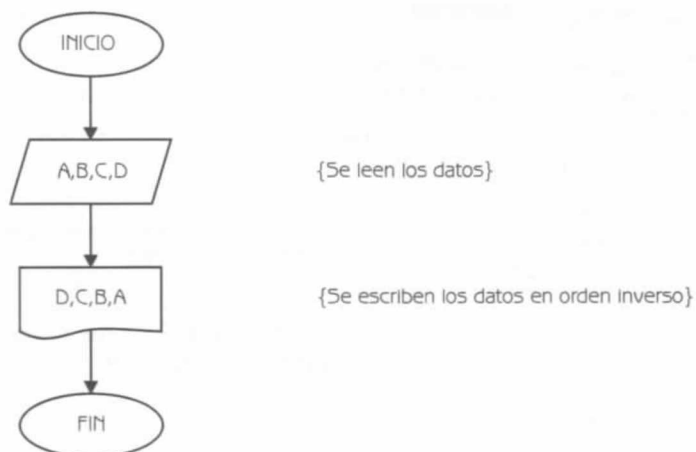 INICIO
A,B,C,D
{Se leen los datos}
D,C,B,A
{Se escriben los datos en orden inverso}
FIN